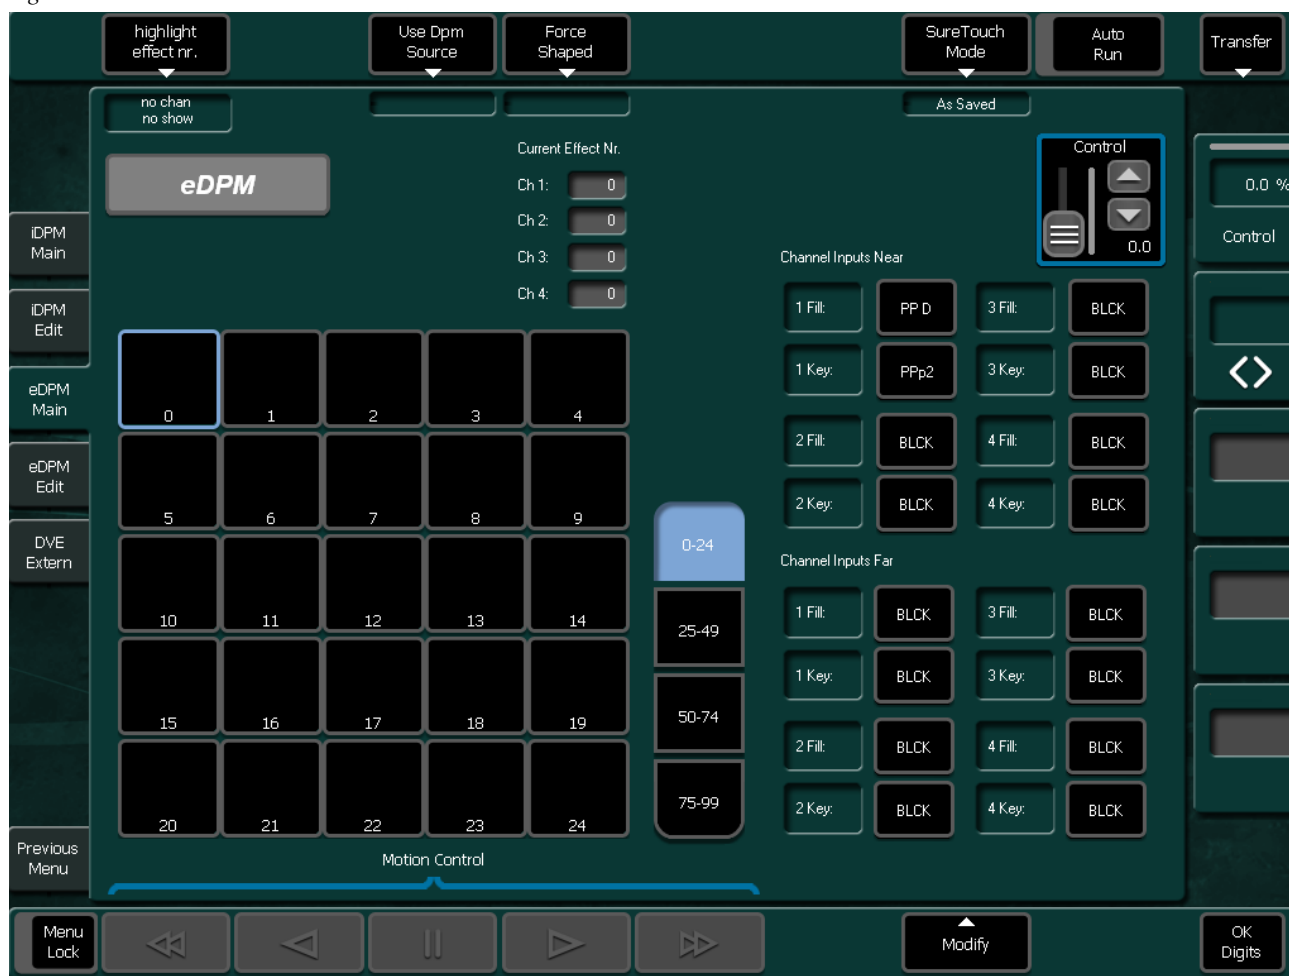 highlight
effect nr.
Use Dpm
Source
Force
Shaped
SureTouch
Mode
Auto
Run
Transfer
no chan
no show
As Saved
eDPM
Current Effect Nr.
Ch 1: 0
Ch 2: 0
Ch 3: 0
Ch 4: 0
Control
0.0
0.0 %
Control
iDPM
Main
iDPM
Edit
eDPM
Main
eDPM
Edit
DVE
Extern
Previous
Menu
0 1 2 3 4
5 6 7 8 9
10 11 12 13 14
15 16 17 18 19
20 21 22 23 24
0-24
25-49
50-74
75-99
Channel Inputs Near
1 Fill: PP D 3 Fill: BLCK
1 Key: PPp2 3 Key: BLCK
2 Fill: BLCK 4 Fill: BLCK
2 Key: BLCK 4 Key: BLCK
Channel Inputs Far
1 Fill: BLCK 3 Fill: BLCK
1 Key: BLCK 3 Key: BLCK
2 Fill: BLCK 4 Fill: BLCK
2 Key: BLCK 4 Key: BLCK
Motion Control
Menu
Lock
Modify
OK
Digits